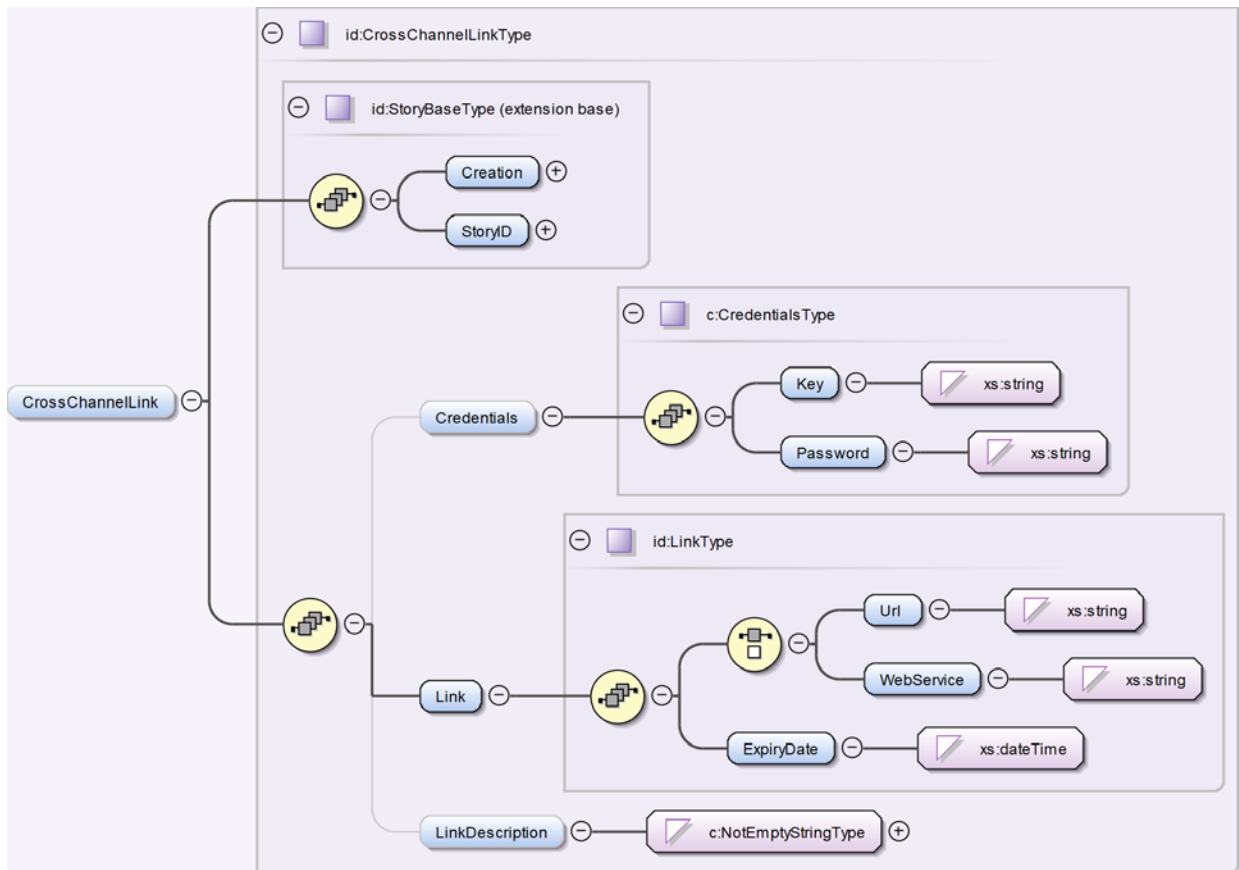 id:CrossChannelLinkType
id:StoryBaseType (extension base)
Creation
StoryID
c:CredentialsType
Key
xs:string
CrossChannelLink
Credentials
Password
xs:string
id:LinkType
Url
xs:string
WebService
xs:string
Link
ExpiryDate
xs:dateTime
LinkDescription
c:NotEmptyStringType